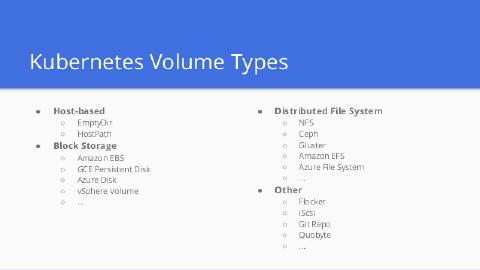 Kubernetes Volume Types
● Host-based
○ EmptyDir
○ HostPath
● Block Storage
○ Amazon EBS
○ GCE Persistent Disk
○ Azure Disk
○ vSphere Volume
○ ...
● Distributed File System
○ NFS
○ Ceph
○ Gluster
○ Amazon EFS
○ Azure File System
○ ...
● Other
○ Flocker
○ iScsi
○ Git Repo
○ Quobyte
○ ...